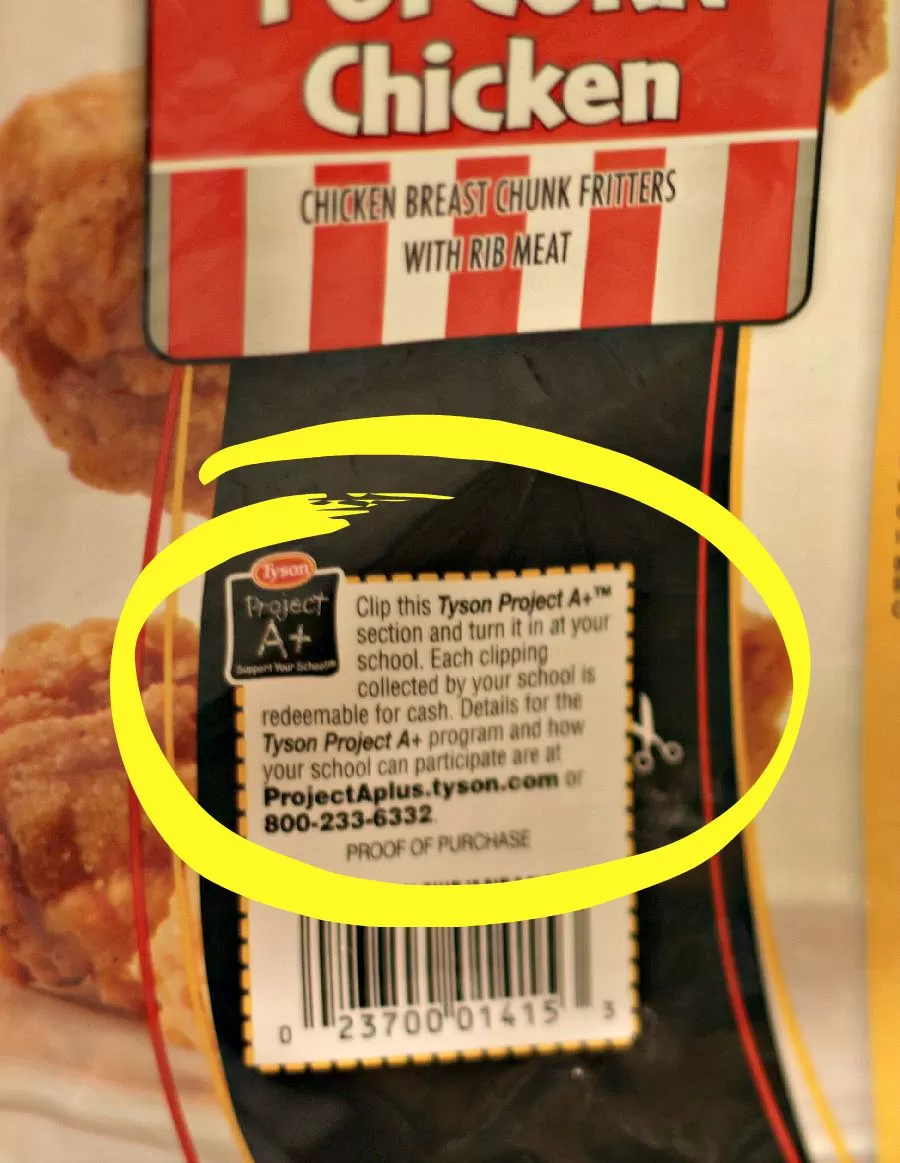 POPCORN
Chicken
CHICKEN BREAST CHUNK FRITTERS
WITH RIB MEAT
Tyson
Project
A+
Support Your Schools
Clip this Tyson Project A+™
section and turn it in at your
school. Each clipping
collected by your school is
redeemable for cash. Details for the
Tyson Project A+ program and how
your school can participate are at
ProjectAplus.tyson.com or
800-233-6332.
PROOF OF PURCHASE
0 23700 01415 3